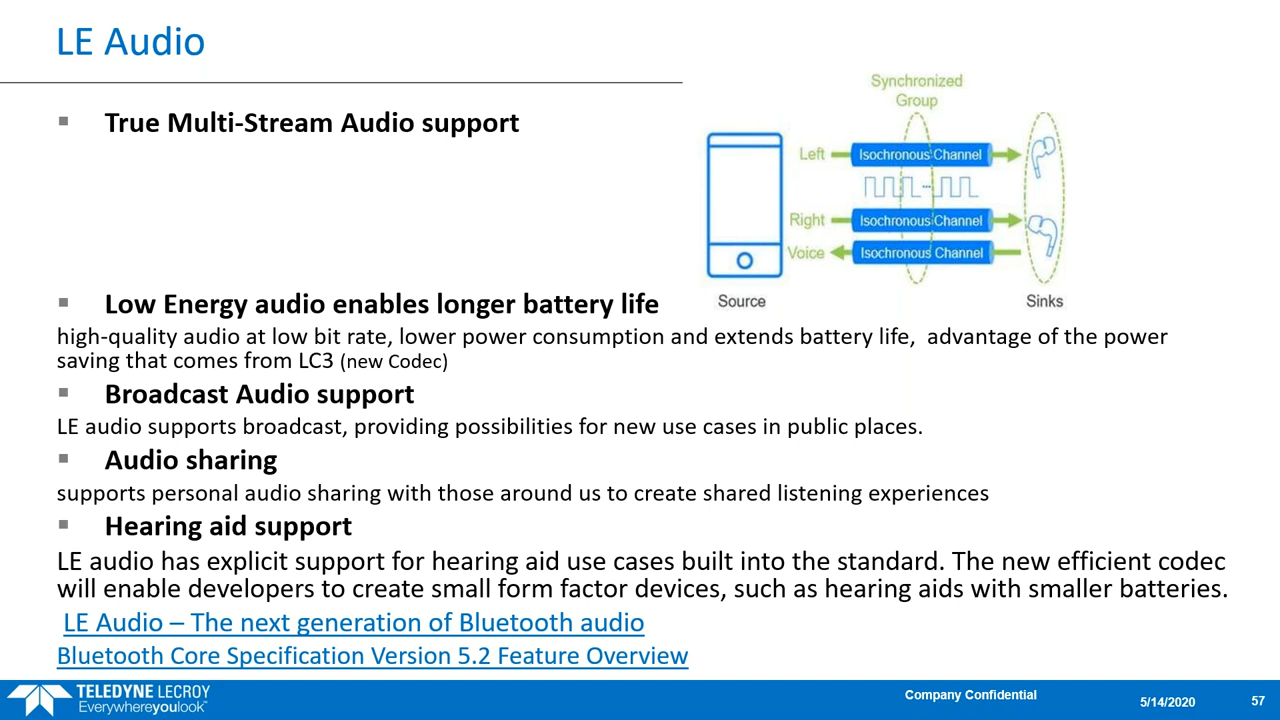 LE Audio
▪ True Multi-Stream Audio support
Synchronized
Group
Left
Isochronous Channel
Right
Isochronous Channel
Voice
Isochronous Channel
Source
Sinks
▪ Low Energy audio enables longer battery life
high-quality audio at low bit rate, lower power consumption and extends battery life, advantage of the power
saving that comes from LC3 (new Codec)
▪ Broadcast Audio support
LE audio supports broadcast, providing possibilities for new use cases in public places.
▪ Audio sharing
supports personal audio sharing with those around us to create shared listening experiences
▪ Hearing aid support
LE audio has explicit support for hearing aid use cases built into the standard. The new efficient codec
will enable developers to create small form factor devices, such as hearing aids with smaller batteries.
LE Audio – The next generation of Bluetooth audio
Bluetooth Core Specification Version 5.2 Feature Overview
TELEDYNE LECROY
Everywhereyoulook™
Company Confidential
5/14/2020
57